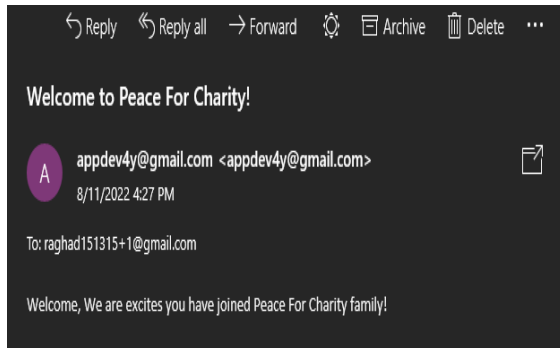 Reply Reply all Forward Archive Delete ...
Welcome to Peace For Charity!
A
appdev4y@gmail.com <appdev4y@gmail.com>
8/11/2022 4:27 PM
To: raghad151315+1@gmail.com
Welcome, We are excites you have joined Peace For Charity family!